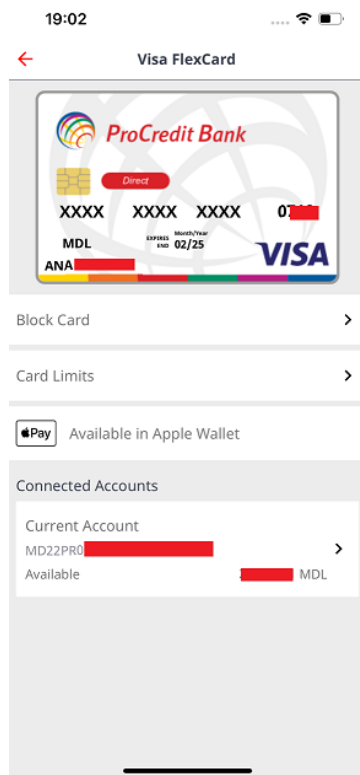 19:02
Visa FlexCard
ProCredit Bank
Direct
XXXX XXXX XXXX
MDL EXPIRES END Month/Year 02/25
ANA
VISA
Block Card
Card Limits
Pay Available in Apple Wallet
Connected Accounts
Current Account
MD22PR0
Available MDL